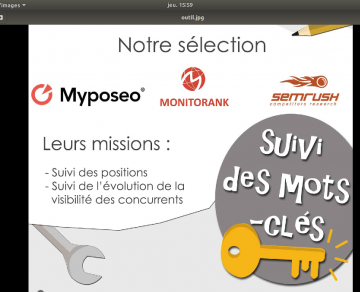 images
jeu. 15:59
outil.jpg
Notre sélection
Myposeo®
MONITORANK
SEMRUSH
competitors research
Leurs missions :
- Suivi des positions
- Suivi de l'évolution de la
visibilité des concurrents
SUIVI
DES MOTS
-CLÉS